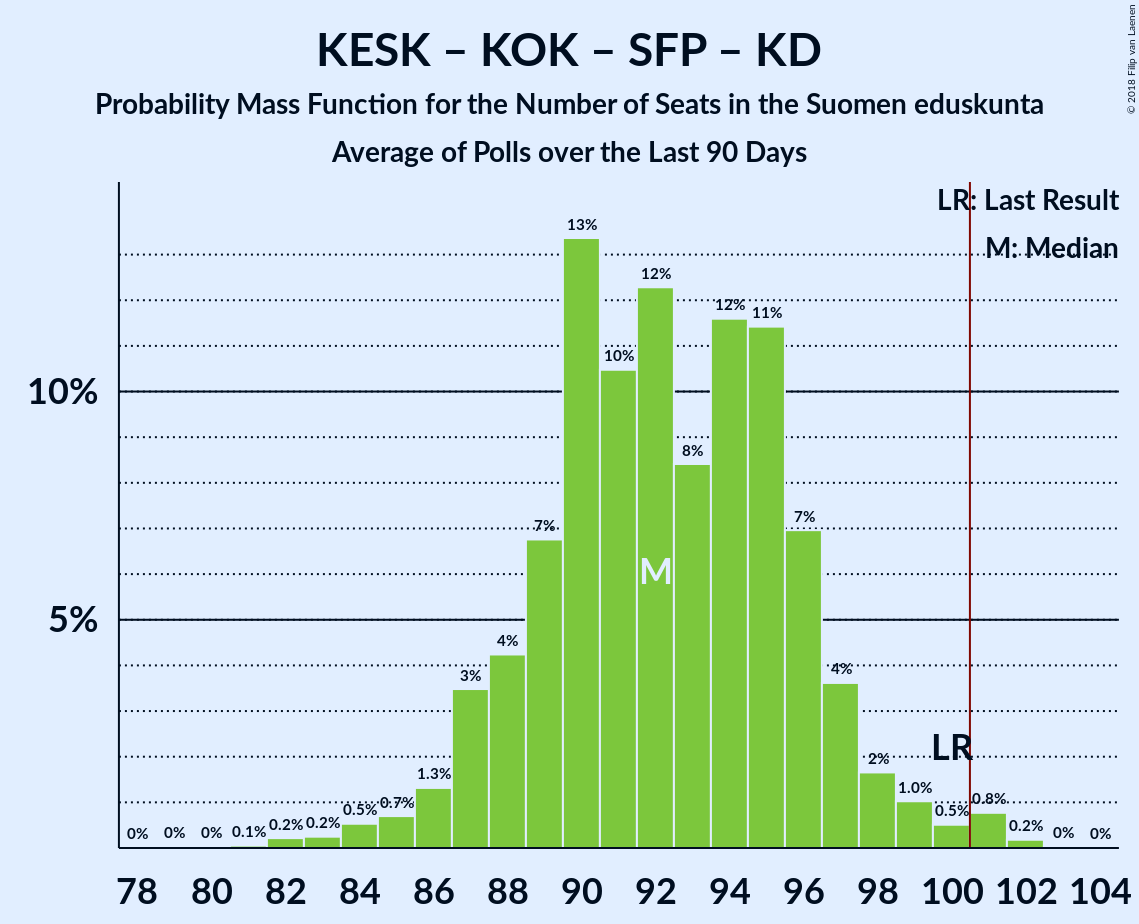 KESK – KOK – SFP – KD
Probability Mass Function for the Number of Seats in the Suomen eduskunta
Average of Polls over the Last 90 Days
© 2018 Filip van Laenen
LR: Last Result
M: Median
10%
5%
0% 0% 0% 0.1% 0.2% 0.2% 0.5% 0.7% 1.3% 3% 4% 7% 13% 10% 12% 8% 12% 11% 7% 4% 2% 1.0% 0.5% 0.8% 0.2% 0% 0%
M
LR
78 80 82 84 86 88 90 92 94 96 98 100 102 104